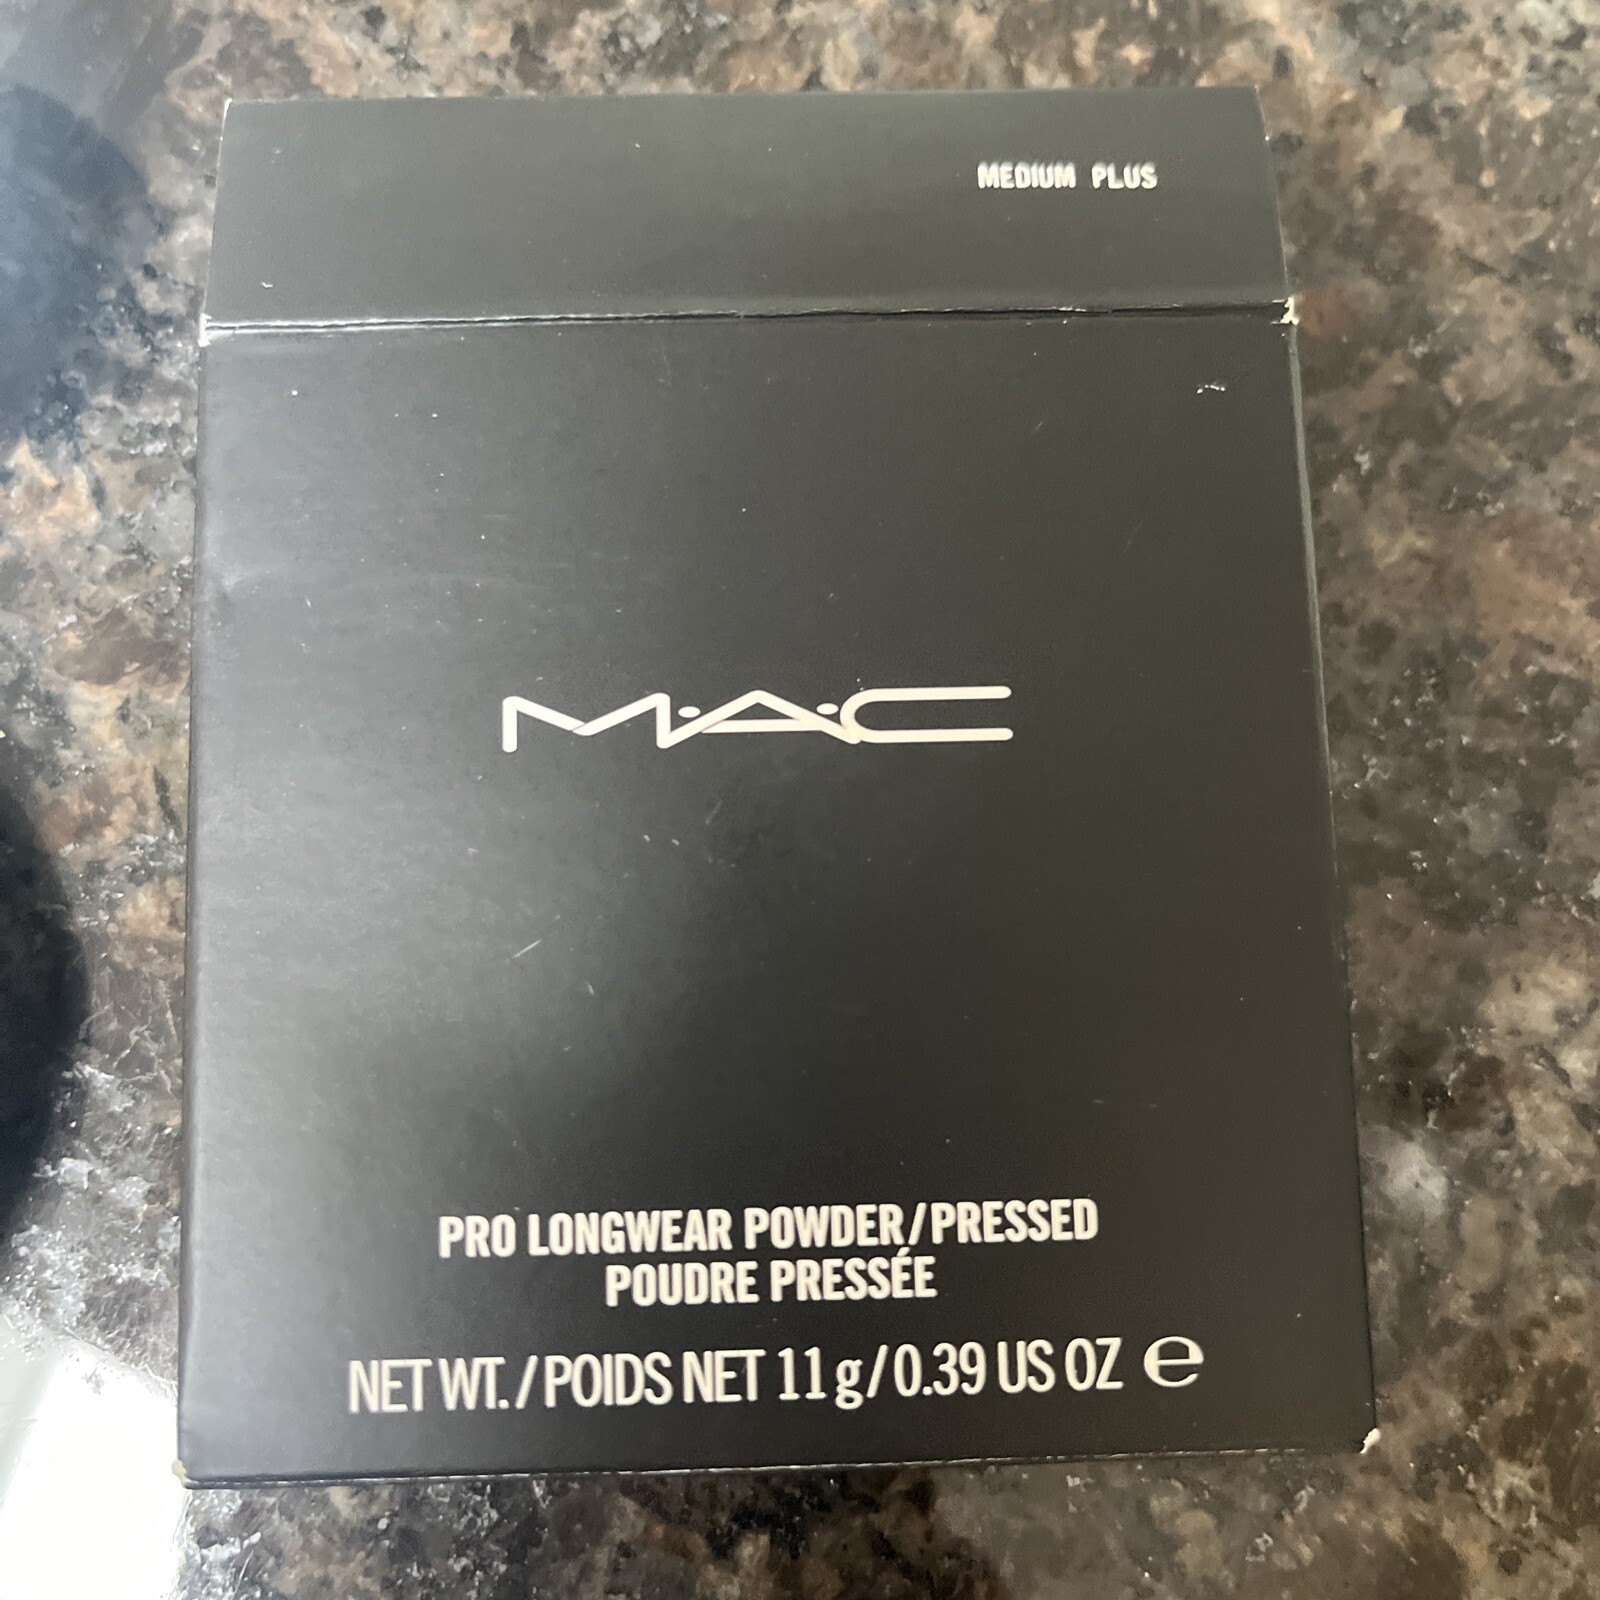 MEDIUM PLUS
M·A·C
PRO LONGWEAR POWDER/PRESSED
POUDRE PRESSÉE
NET WT./POIDS NET 11 g/0.39 US OZ ℮